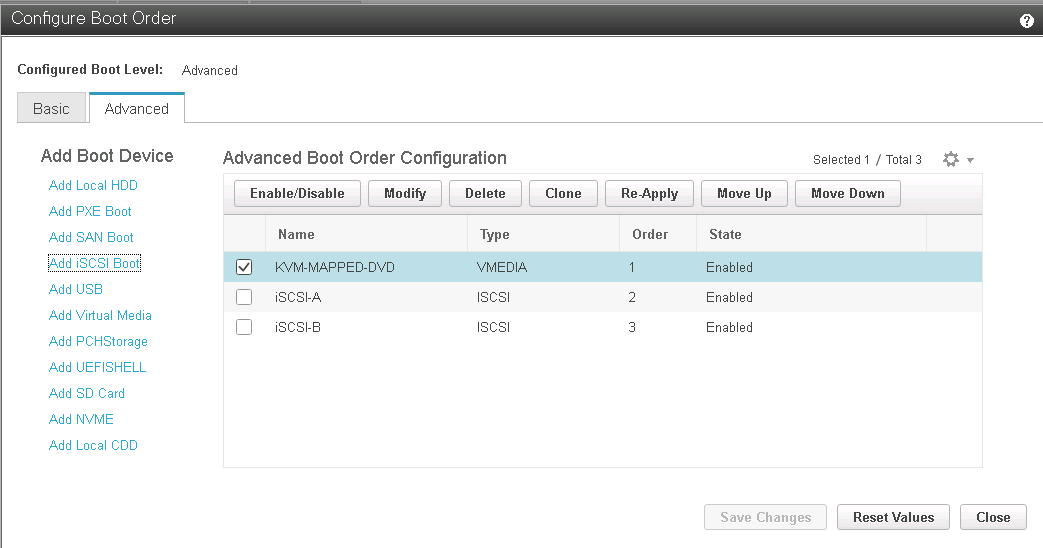 Configure Boot Order
?
Configured Boot Level: Advanced
Basic Advanced
Add Boot Device
Add Local HDD
Add PXE Boot
Add SAN Boot
Add iSCSI Boot
Add USB
Add Virtual Media
Add PCHStorage
Add UEFISHELL
Add SD Card
Add NVME
Add Local CDD
Advanced Boot Order Configuration
Selected 1 / Total 3
Enable/Disable Modify Delete Clone Re-Apply Move Up Move Down
Name Type Order State
KVM-MAPPED-DVD VMEDIA 1 Enabled
iSCSI-A ISCSI 2 Enabled
iSCSI-B ISCSI 3 Enabled
Save Changes Reset Values Close